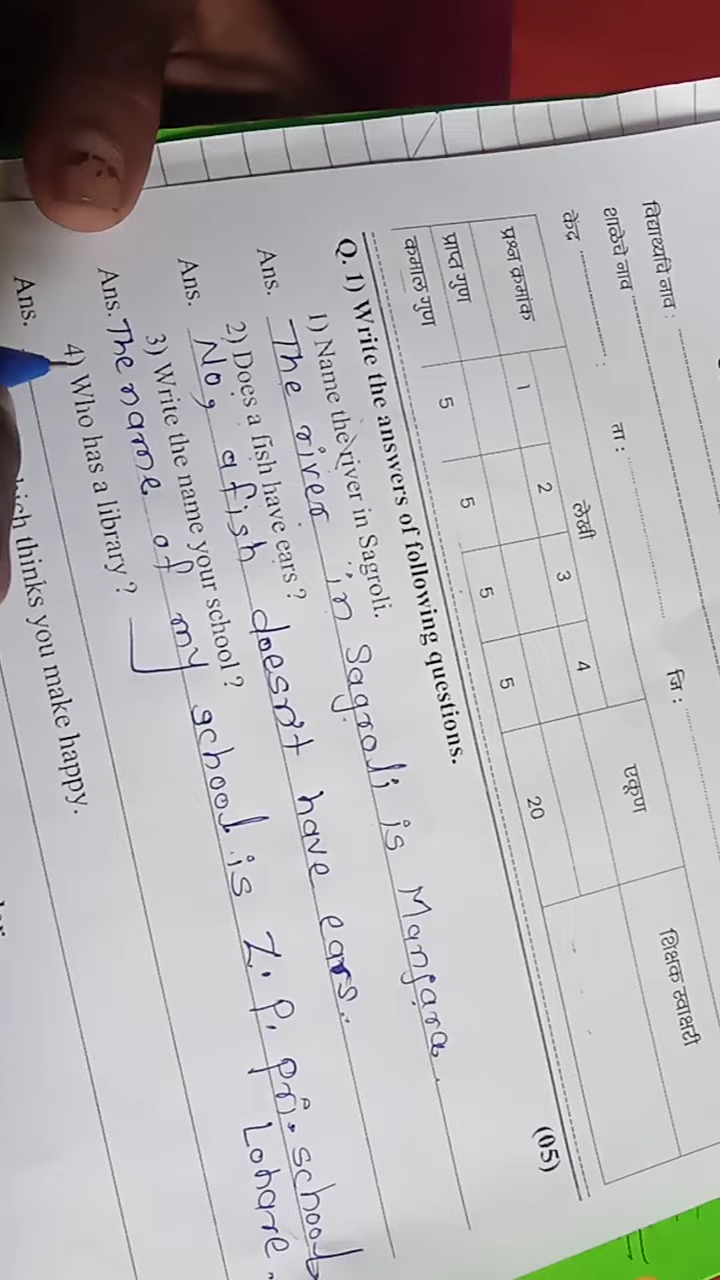 विद्यार्थ्याचे नाव :
शाळेचे नाव ता : जि :
केंद्र :
लेखी एकूण शिक्षक स्वाक्षरी
प्रश्न क्रमांक 1 2 3 4
प्राप्त गुण
कमाल गुण 5 5 5 5 20
Q. 1) Write the answers of following questions. (05)
1) Name the river in Sagroli.
Ans. The river in Sagroli is Manjara.
2) Does a fish have ears ?
Ans. No, a fish doesn't have ears.
3) Write the name your school ?
Ans. The name of my school is Z. P. pri. school
Lohare.
4) Who has a library ?
Ans.
thinks you make happy.